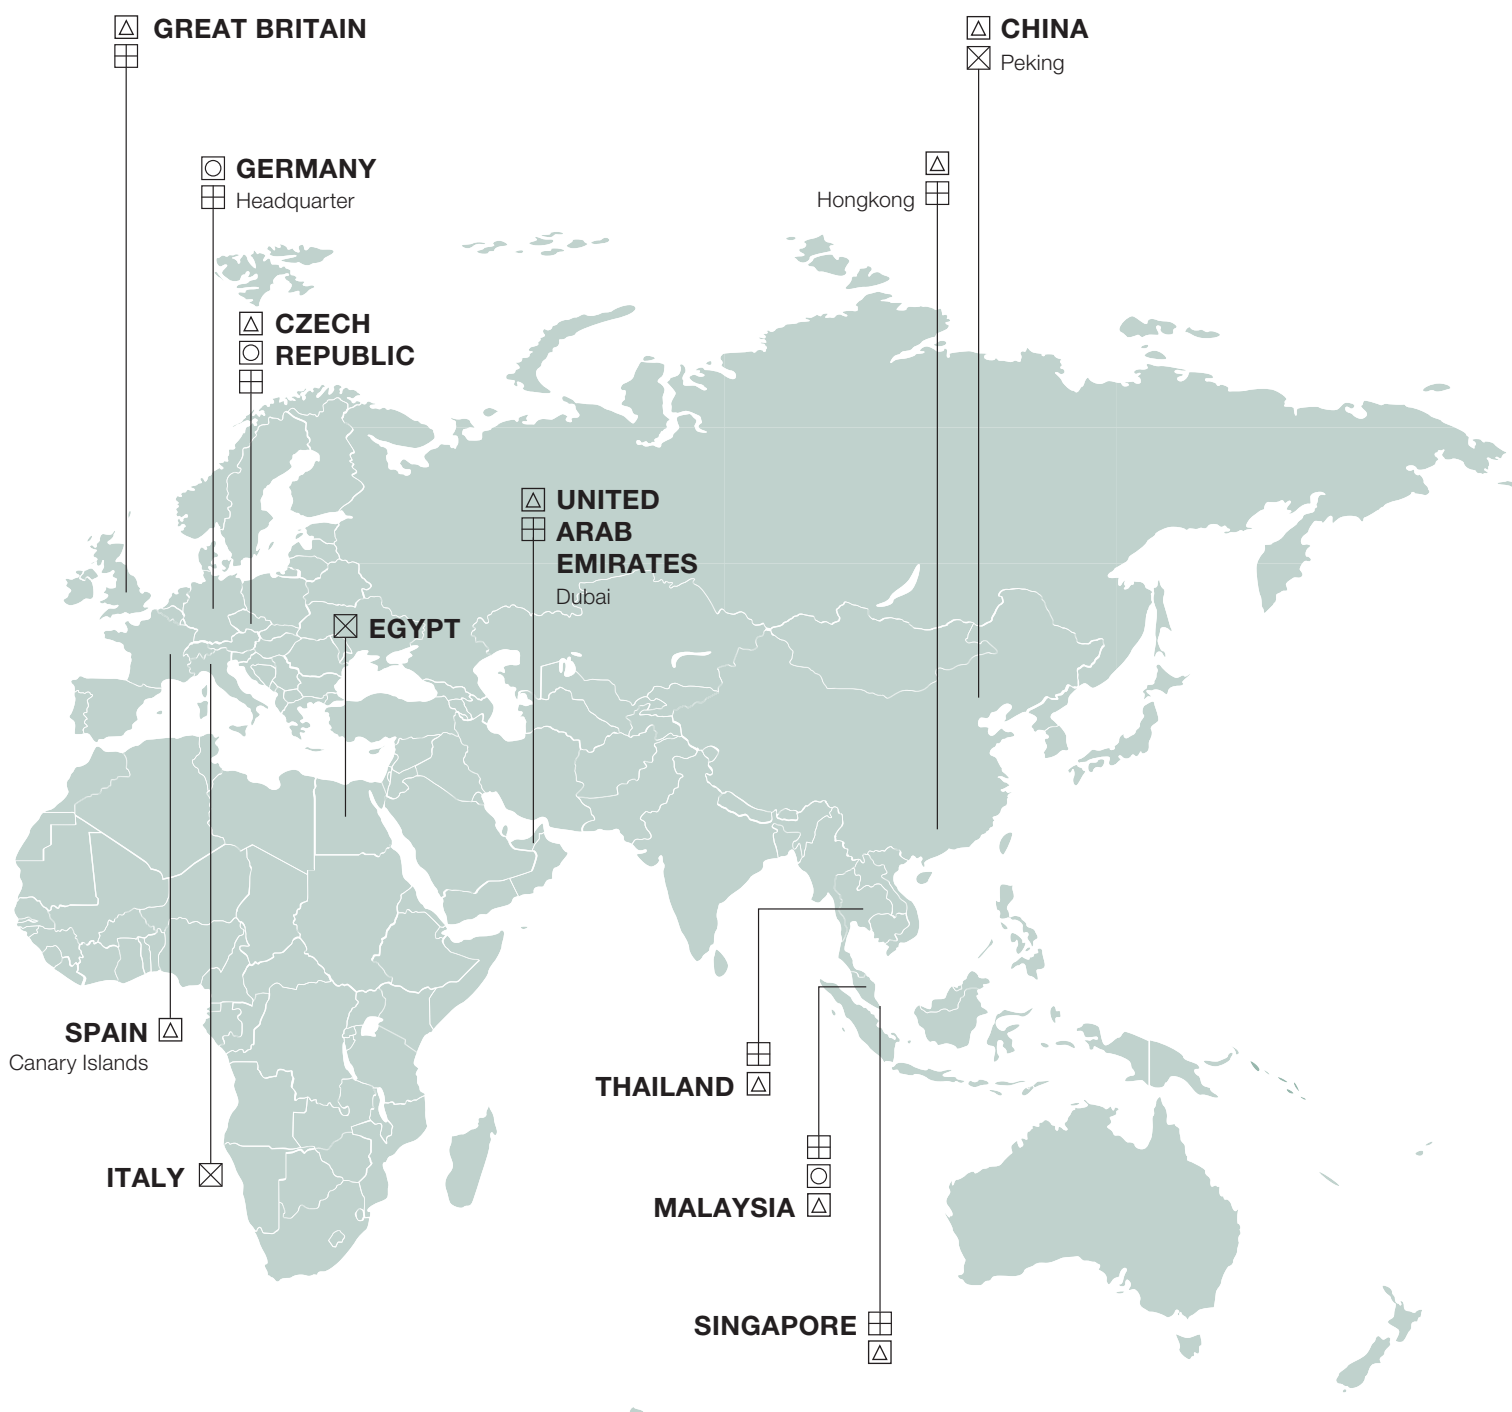 GREAT BRITAIN
CHINA
Peking
GERMANY
Headquarter
Hongkong
CZECH
REPUBLIC
UNITED
ARAB
EMIRATES
Dubai
EGYPT
SPAIN
Canary Islands
THAILAND
ITALY
MALAYSIA
SINGAPORE